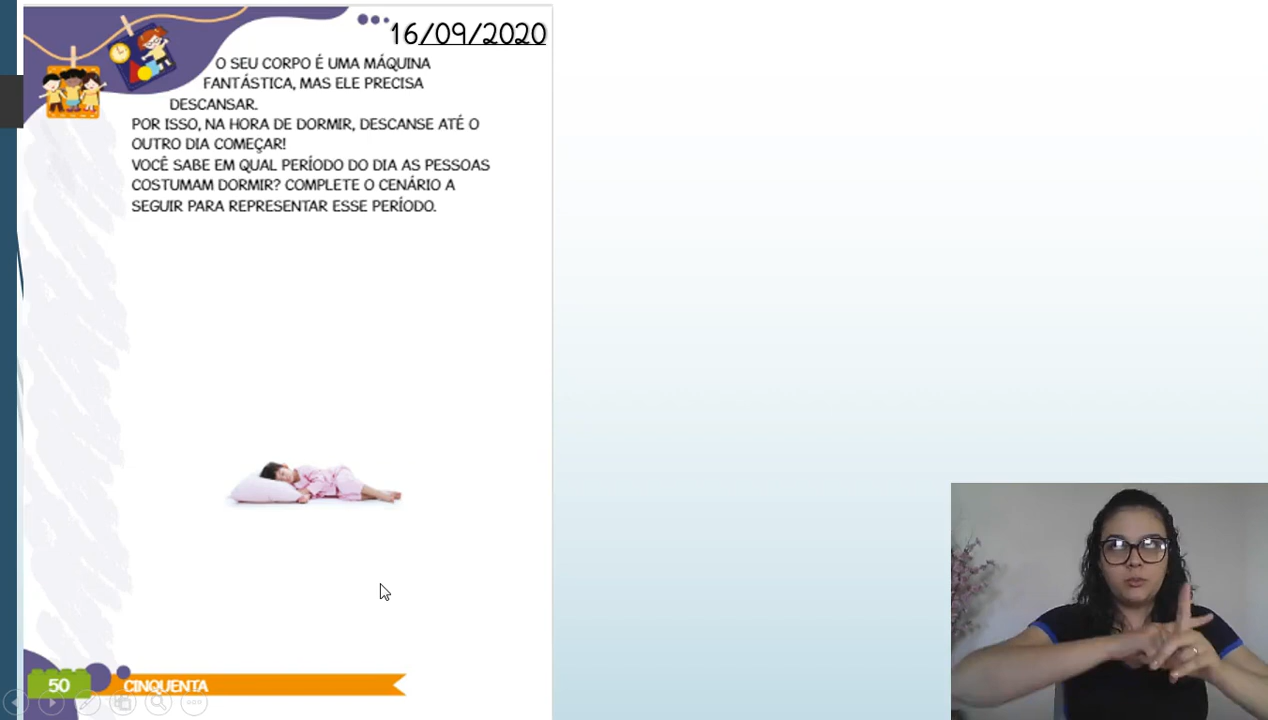 16/09/2020
O SEU CORPO É UMA MÁQUINA
FANTÁSTICA, MAS ELE PRECISA
DESCANSAR.
POR ISSO, NA HORA DE DORMIR, DESCANSE ATÉ O
OUTRO DIA COMEÇAR!
VOCÊ SABE EM QUAL PERÍODO DO DIA AS PESSOAS
COSTUMAM DORMIR? COMPLETE O CENÁRIO A
SEGUIR PARA REPRESENTAR ESSE PERÍODO.
50 CINQUENTA